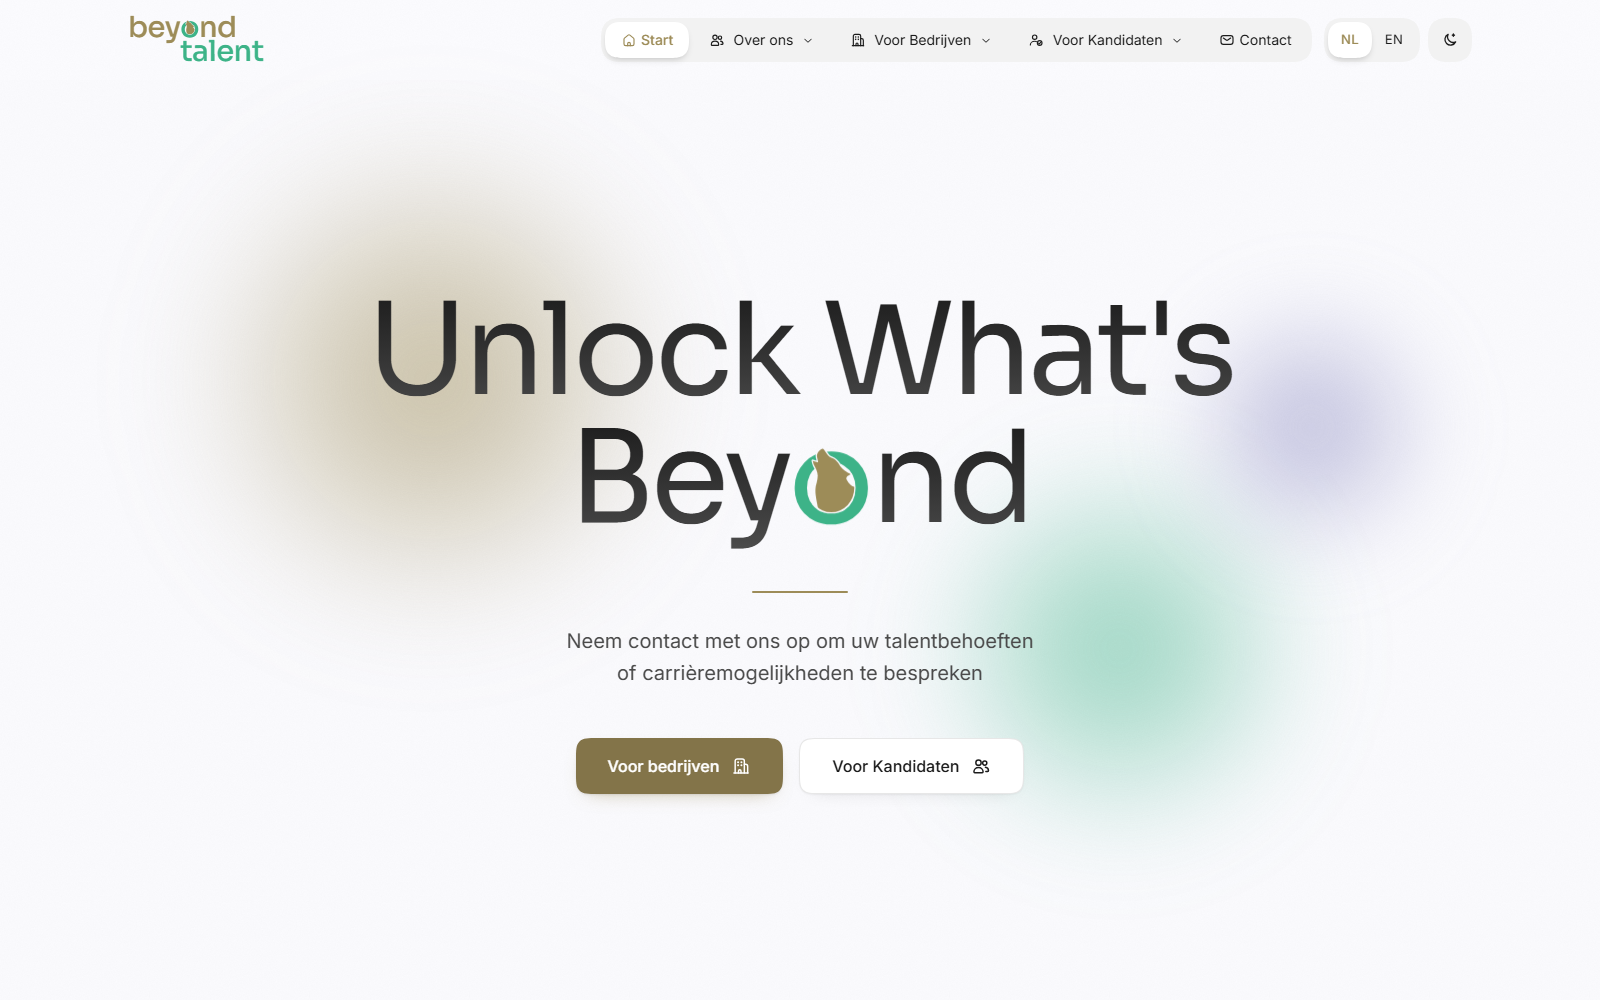 beyond
talent
Start
Over ons
Voor Bedrijven
Voor Kandidaten
Contact
NL
EN
Unlock What's
Beyond
Neem contact met ons op om uw talentbehoeften
of carrièremogelijkheden te bespreken
Voor bedrijven
Voor Kandidaten